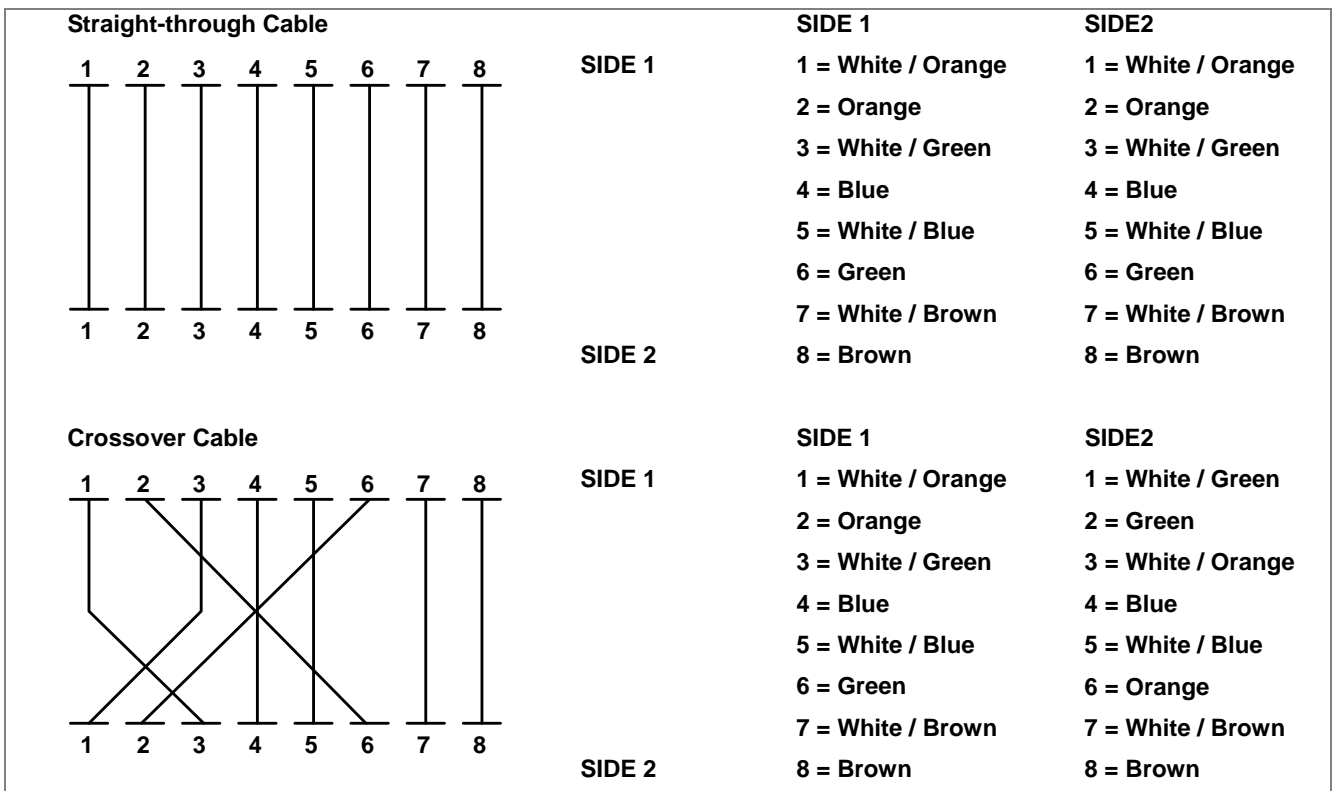 Straight-through Cable SIDE 1 SIDE2
1 2 3 4 5 6 7 8 SIDE 1 1 = White / Orange 1 = White / Orange
2 = Orange 2 = Orange
3 = White / Green 3 = White / Green
4 = Blue 4 = Blue
5 = White / Blue 5 = White / Blue
6 = Green 6 = Green
7 = White / Brown 7 = White / Brown
1 2 3 4 5 6 7 8
SIDE 2 8 = Brown 8 = Brown
Crossover Cable SIDE 1 SIDE2
1 2 3 4 5 6 7 8 SIDE 1 1 = White / Orange 1 = White / Green
2 = Orange 2 = Green
3 = White / Green 3 = White / Orange
4 = Blue 4 = Blue
5 = White / Blue 5 = White / Blue
6 = Green 6 = Orange
7 = White / Brown 7 = White / Brown
1 2 3 4 5 6 7 8
SIDE 2 8 = Brown 8 = Brown